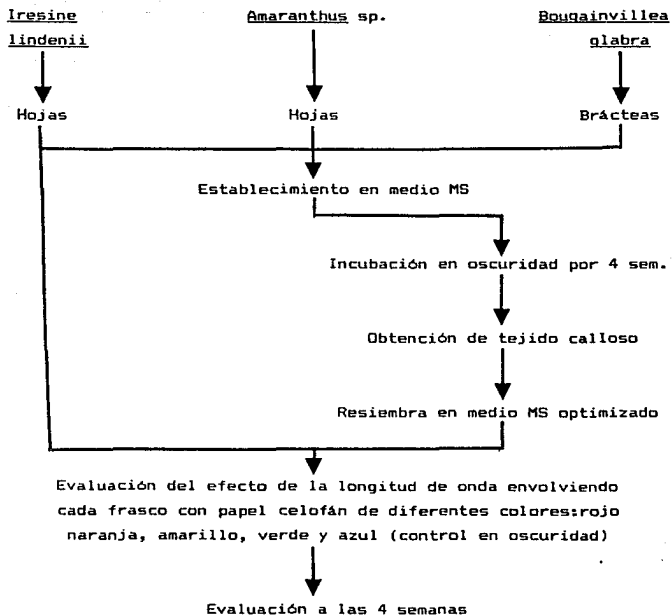 Iresine Amaranthus sp. Bougainvillea
lindenii glabra
Hojas Hojas Brácteas
Establecimiento en medio MS
Incubación en oscuridad por 4 sem.
Obtención de tejido calloso
Resiembra en medio MS optimizado
Evaluación del efecto de la longitud de onda envolviendo
cada frasco con papel celofán de diferentes colores:rojo
naranja, amarillo, verde y azul (control en oscuridad)
Evaluación a las 4 semanas